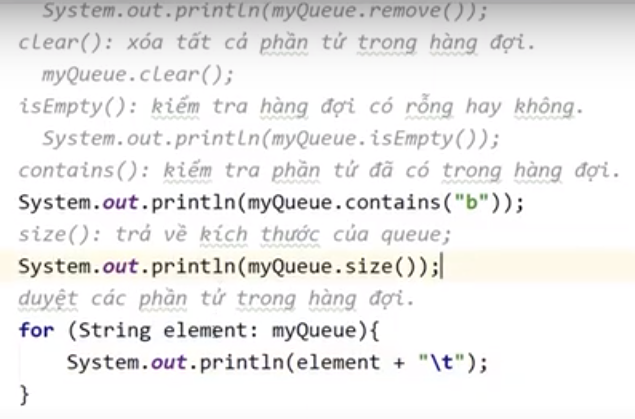 System.out.println(myQueue.remove());
clear(): xóa tất cả phần tử trong hàng đợi.
myQueue.clear();
isEmpty(): kiểm tra hàng đợi có rỗng hay không.
System.out.println(myQueue.isEmpty());
contains(): kiểm tra phần tử đã có trong hàng đợi.
System.out.println(myQueue.contains("b"));
size(): trả về kích thước của queue;
System.out.println(myQueue.size());
duyệt các phần tử trong hàng đợi.
for (String element: myQueue){
System.out.println(element + "\t");
}